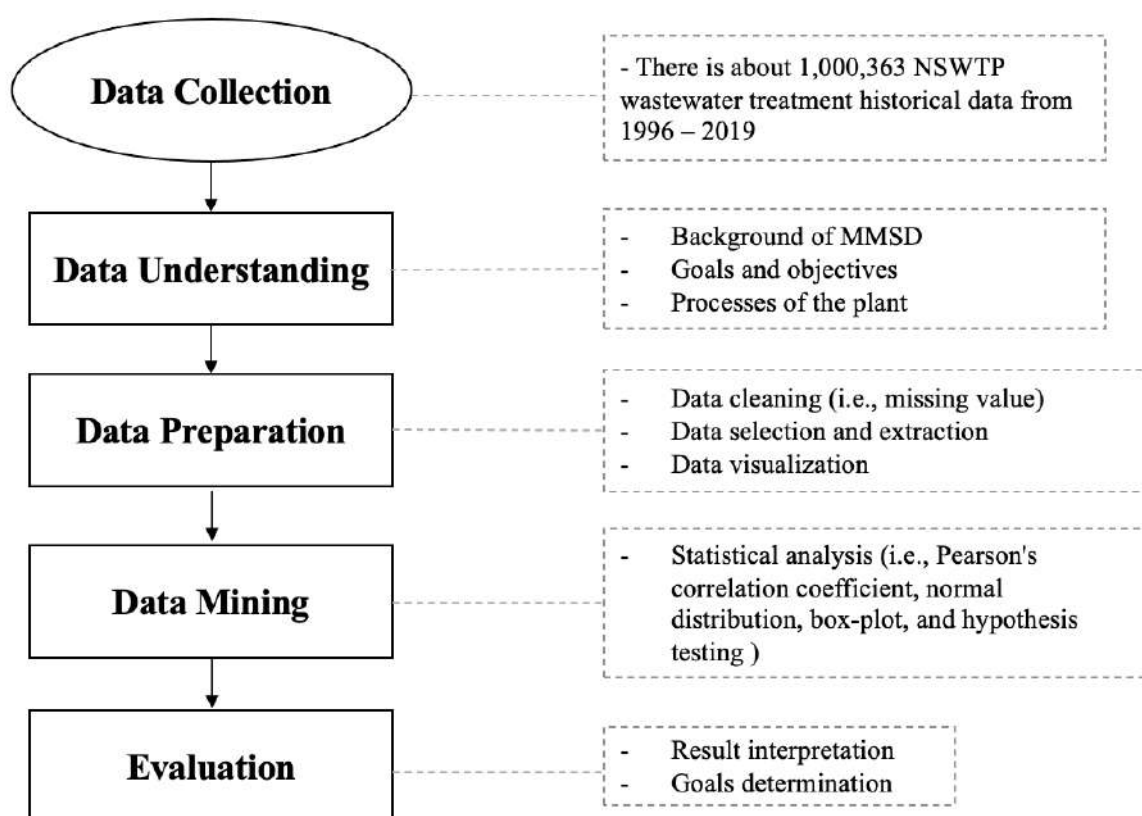 Data Collection
- There is about 1,000,363 NSWTP
wastewater treatment historical data from
1996 – 2019
Data Understanding
- Background of MMSD
- Goals and objectives
- Processes of the plant
Data Preparation
- Data cleaning (i.e., missing value)
- Data selection and extraction
- Data visualization
Data Mining
- Statistical analysis (i.e., Pearson's
correlation coefficient, normal
distribution, box-plot, and hypothesis
testing )
Evaluation
- Result interpretation
- Goals determination